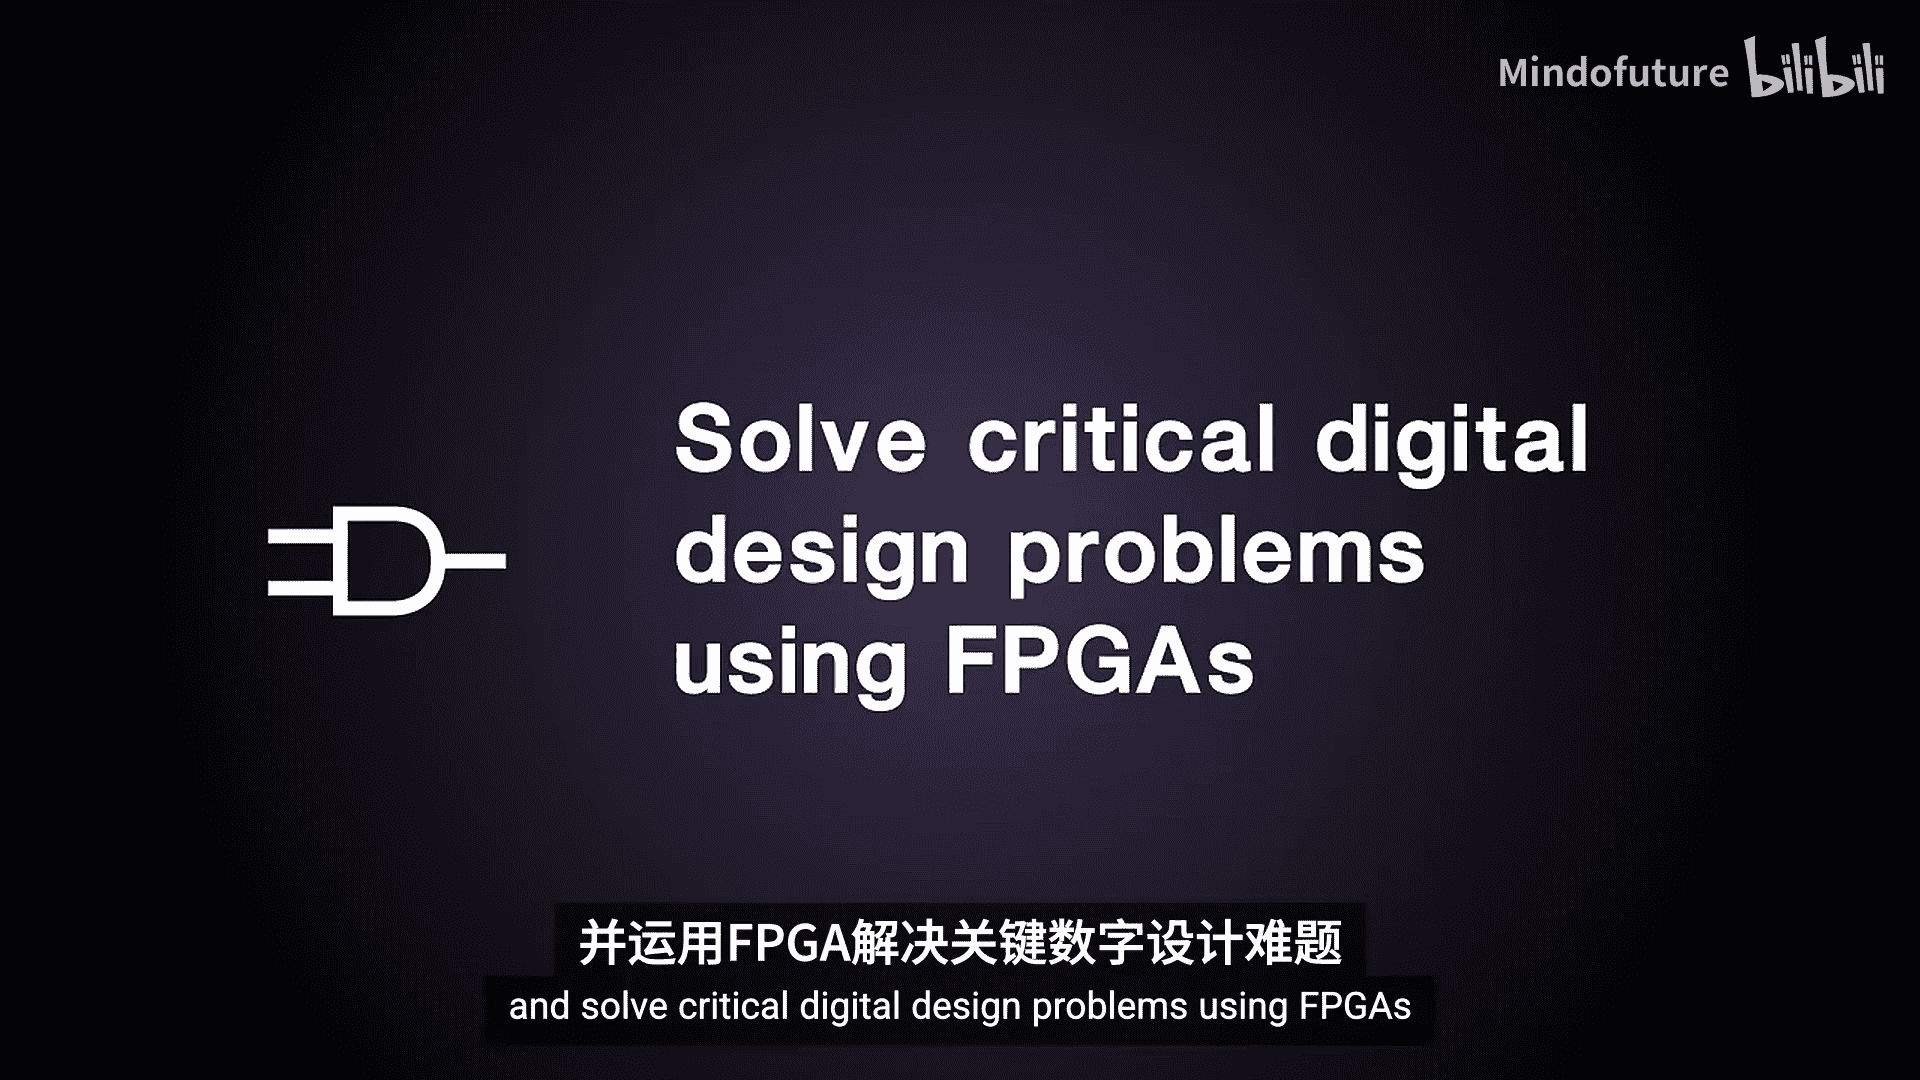 Mindofuture bilibili
Solve critical digital
design problems
using FPGAs
并运用FPGA解决关键数字设计难题
and solve critical digital design problems using FPGAs